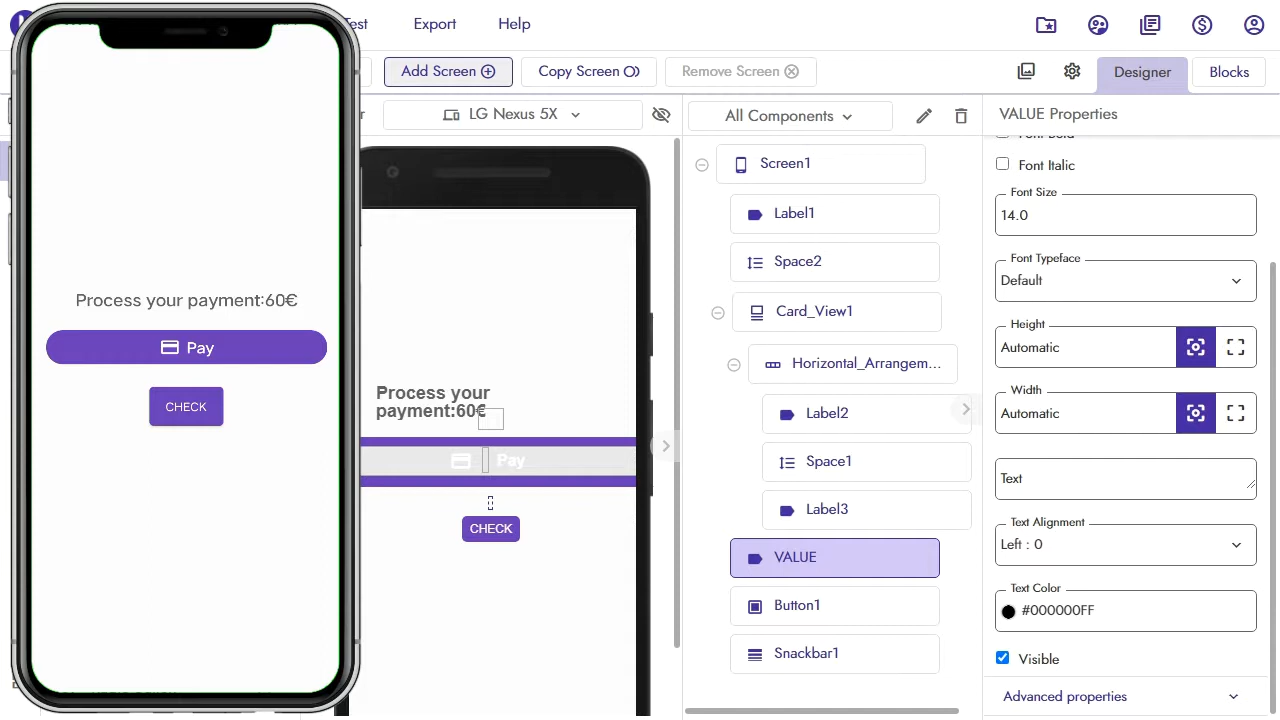 Test
Export
Help
Add Screen
Copy Screen
Remove Screen
Designer
Blocks
LG Nexus 5X
All Components
VALUE Properties
Process your payment:60€
Pay
CHECK
Process your
payment:60€
Pay
CHECK
Screen1
Label1
Space2
Card_View1
Horizontal_Arrangem...
Label2
Space1
Label3
VALUE
Button1
Snackbar1
Font Bold
Font Italic
Font Size
14.0
Font Typeface
Default
Height
Automatic
Width
Automatic
Text
Text Alignment
Left : 0
Text Color
#000000FF
Visible
Advanced properties